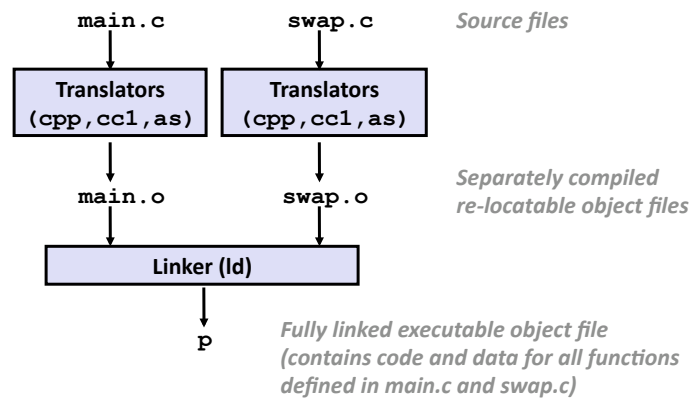 main.c swap.c Source files
Translators Translators
(cpp,cc1,as) (cpp,cc1,as)
main.o swap.o Separately compiled
re-locatable object files
Linker (ld)
p
Fully linked executable object file
(contains code and data for all functions
defined in main.c and swap.c)